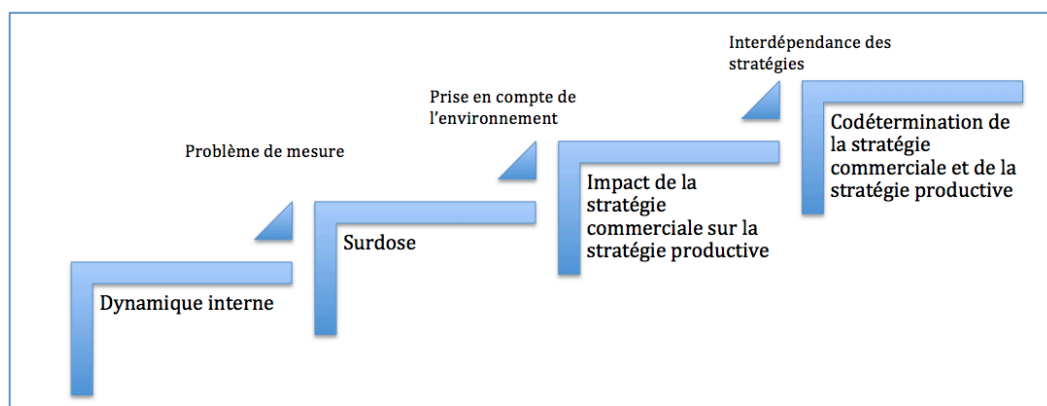 Interdépendance des
stratégies
Prise en compte de
l'environnement
Codétermination de
la stratégie
commerciale et de la
stratégie productive
Problème de mesure
Impact de la
stratégie
commerciale sur la
stratégie productive
Surdose
Dynamique interne